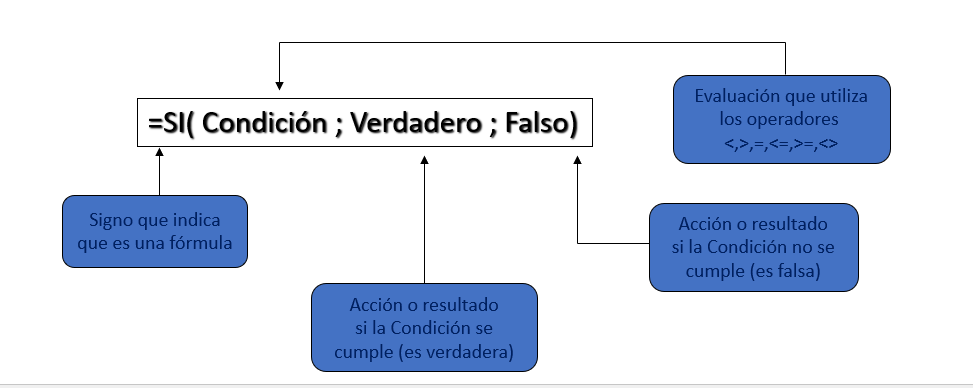 =SI( Condición ; Verdadero ; Falso)
Evaluación que utiliza
los operadores
<,>,=,<=,>=,<>
Signo que indica
que es una fórmula
Acción o resultado
si la Condición no se
cumple (es falsa)
Acción o resultado
si la Condición se
cumple (es verdadera)